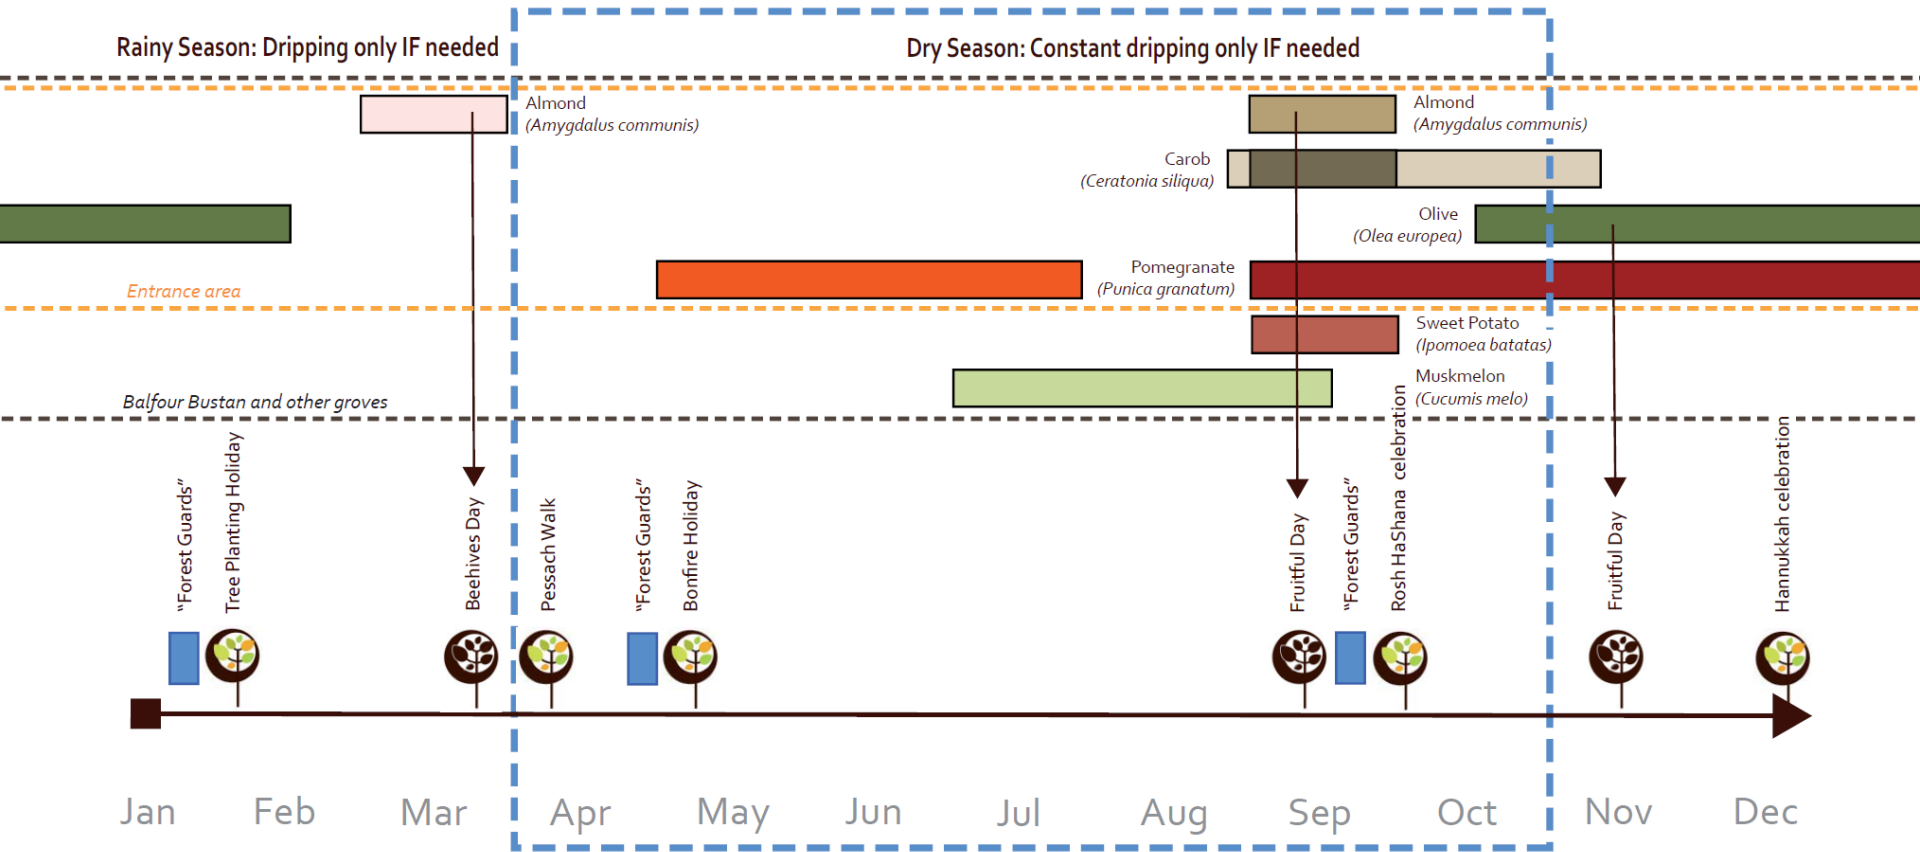 Rainy Season: Dripping only IF needed
Dry Season: Constant dripping only IF needed
Almond
(Amygdalus communis)
Almond
(Amygdalus communis)
Carob
(Ceratonia siliqua)
Olive
(Olea europea)
Pomegranate
(Punica granatum)
Entrance area
Sweet Potato
(Ipomoea batatas)
Muskmelon
(Cucumis melo)
Balfour Bustan and other groves
"Forest Guards”
Tree Planting Holiday
Beehives Day
Pessach Walk
"Forest Guards”
Bonfire Holiday
Fruitful Day
"Forest Guards”
Rosh HaShana celebration
Fruitful Day
Hannukkah celebration
Jan
Feb
Mar
Apr
May
Jun
Jul
Aug
Sep
Oct
Nov
Dec